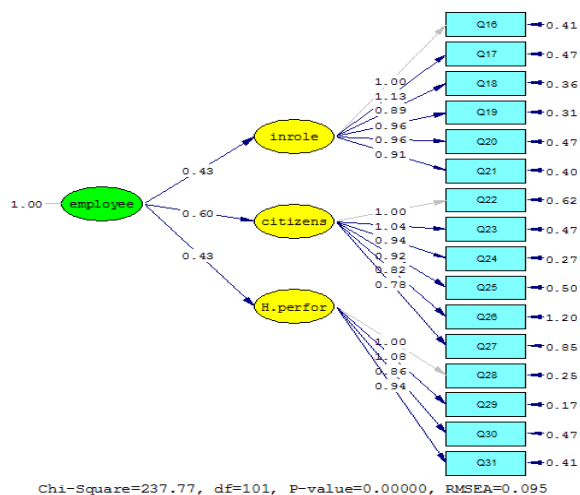 Q16 0.41
Q17 0.47
1.00
Q18 0.36
1.13
0.89
Q19 0.31
0.96
inrole
Q20 0.47
0.96
0.91
Q21 0.40
0.43
1.00 employee
Q22 0.62
0.60
citizens
1.00
Q23 0.47
1.04
0.94
Q24 0.27
0.43
0.92
0.82
Q25 0.50
0.78
H.perfor
Q26 1.20
Q27 0.85
1.00
1.08
Q28 0.25
0.86
0.94
Q29 0.17
Q30 0.47
Q31 0.41
Chi-Square=237.77, df=101, P-value=0.00000, RMSEA=0.095